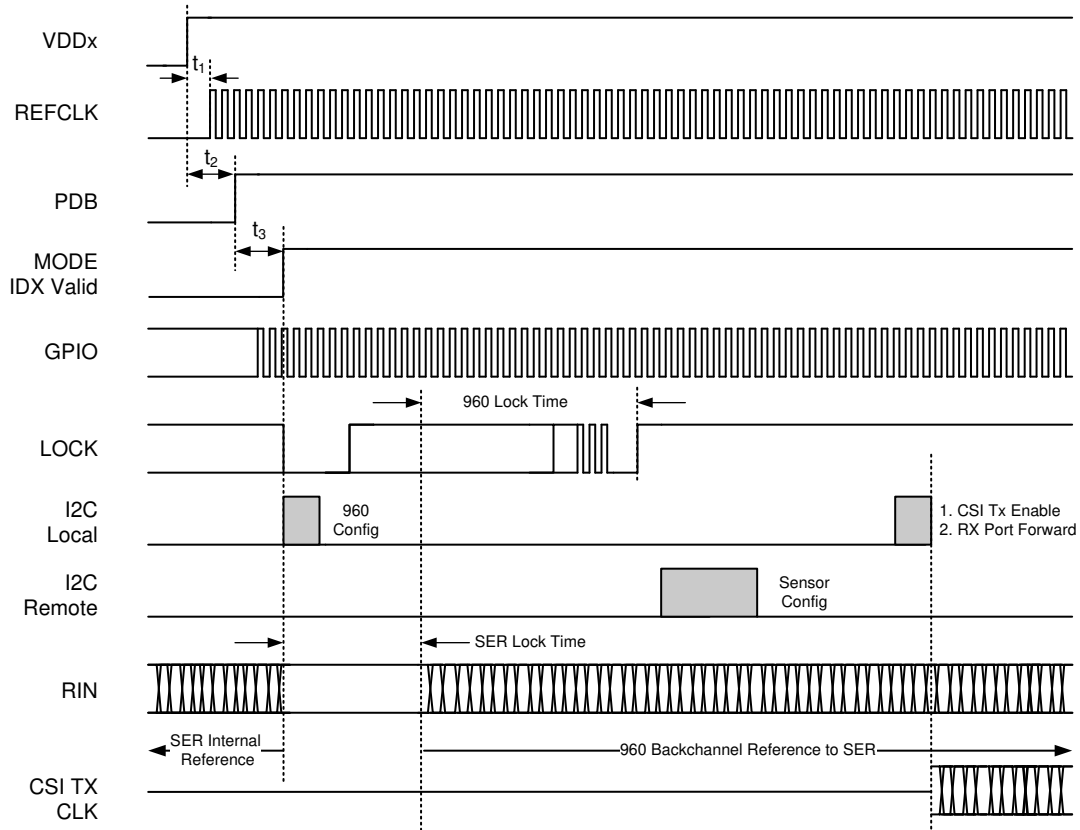 VDDx
t1
REFCLK
t2
PDB
t3
MODE
IDX Valid
GPIO
960 Lock Time
LOCK
I2C
Local
960
Config
1. CSI Tx Enable
2. RX Port Forward
I2C
Remote
Sensor
Config
SER Lock Time
RIN
SER Internal
Reference
960 Backchannel Reference to SER
CSI TX
CLK